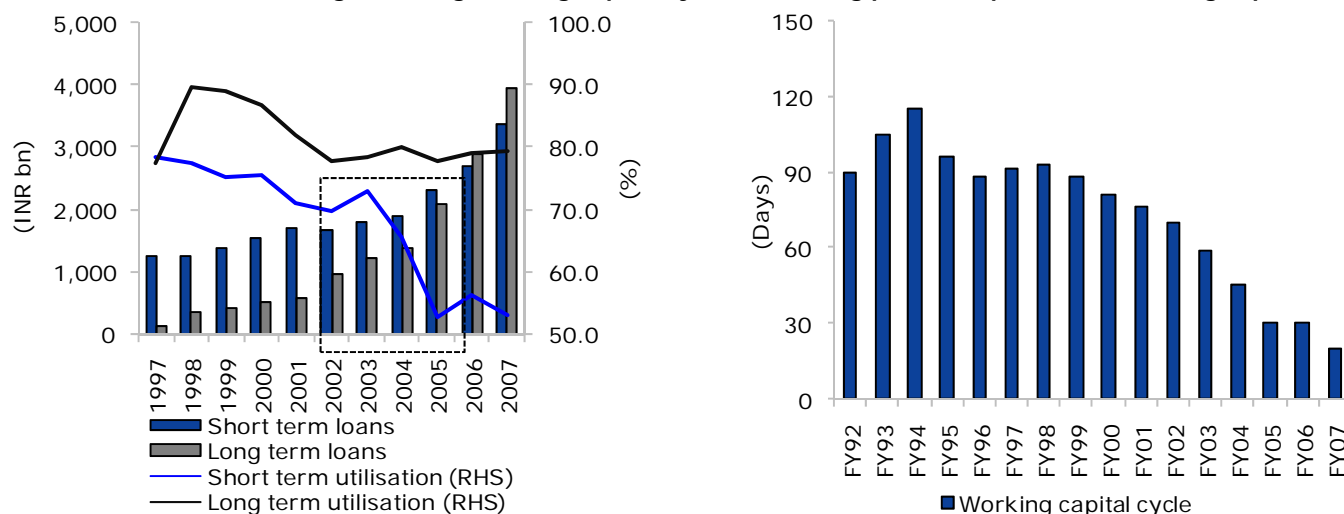 5,000
4,000
3,000
2,000
1,000
0
(INR bn)
100.0
90.0
80.0
70.0
60.0
50.0
(%)
1997
1998
1999
2000
2001
2002
2003
2004
2005
2006
2007
Short term loans
Long term loans
Short term utilisation (RHS)
Long term utilisation (RHS)
150
120
90
60
30
0
(Days)
FY92
FY93
FY94
FY95
FY96
FY97
FY98
FY99
FY00
FY01
FY02
FY03
FY04
FY05
FY06
FY07
Working capital cycle